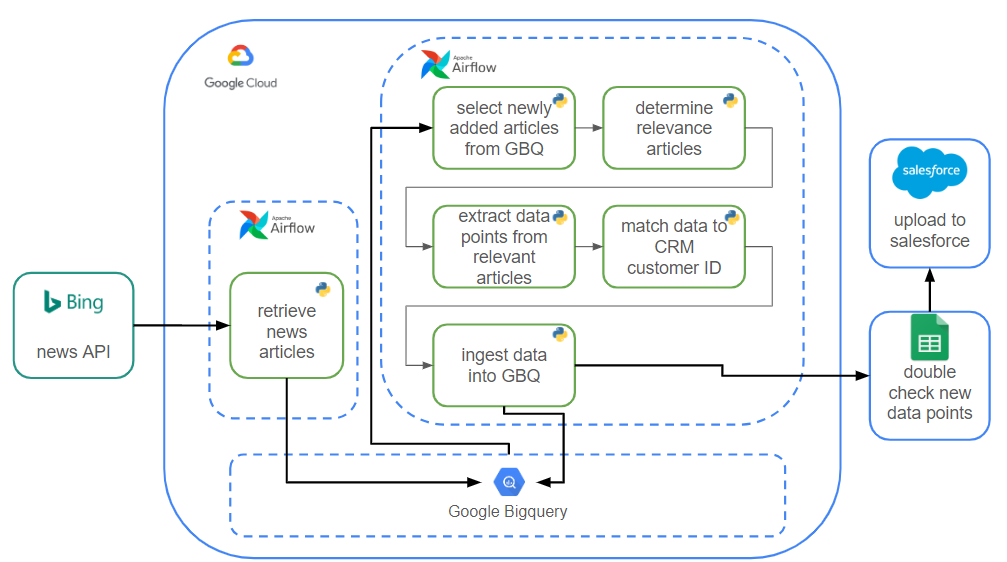 Google Cloud
Apache
Airflow
select newly
added articles
from GBQ
determine
relevance
articles
extract data
points from
relevant
articles
match data to
CRM
customer ID
ingest data
into GBQ
Apache
Airflow
retrieve
news
articles
Bing
news API
Google Bigquery
salesforce
upload to
salesforce
double
check new
data points